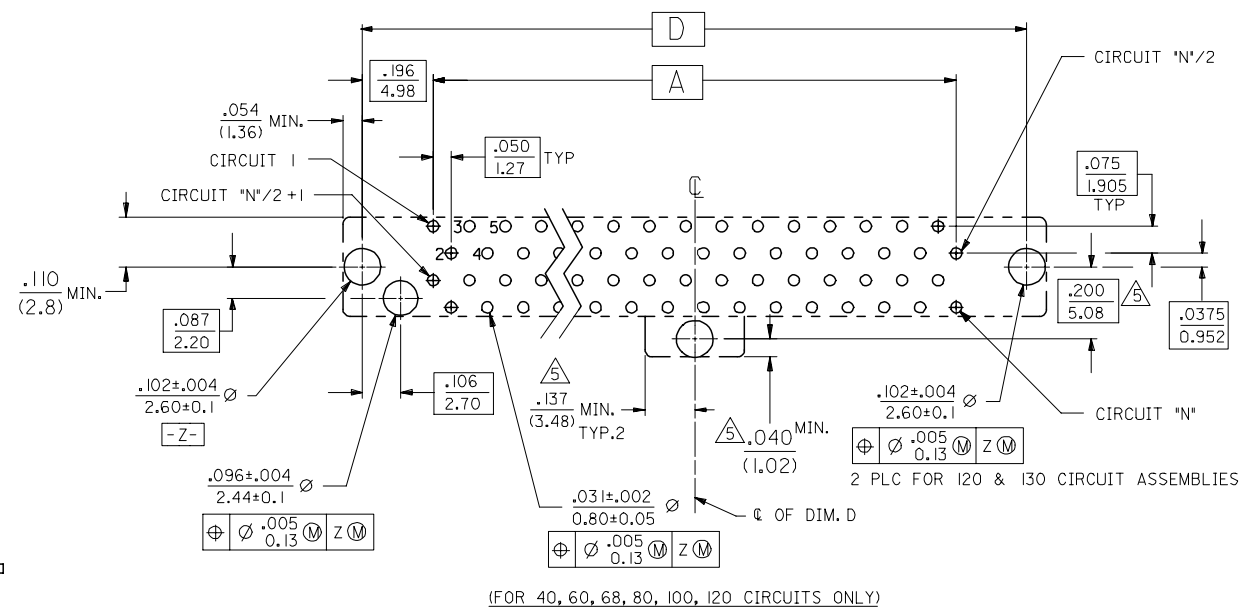 D
CIRCUIT "N"/2
.196
4.98
A
.054
(1.36) MIN.
.050
1.27 TYP
.075
1.905
TYP
CIRCUIT 1
CIRCUIT "N"/2 +1
℄
3 5
2 4
.110
(2.8) MIN.
.200
5.08
5
.0375
0.952
.087
2.20
.102±.004
2.60±0.1 Ø
-Z-
.106
2.70
5
.137
(3.48) MIN.
TYP.2
5
.040 MIN.
(1.02)
.102±.004
2.60±0.1 Ø
CIRCUIT "N"
⌖ Ø .005 Ⓜ Z Ⓜ
0.13
2 PLC FOR 120 & 130 CIRCUIT ASSEMBLIES
.096±.004
2.44±0.1 Ø
⌖ Ø .005 Ⓜ Z Ⓜ
0.13
.031±.002
0.80±0.05 Ø
⌖ Ø .005 Ⓜ Z Ⓜ
0.13
℄ OF DIM. D
(FOR 40, 60, 68, 80, 100, 120 CIRCUITS ONLY)